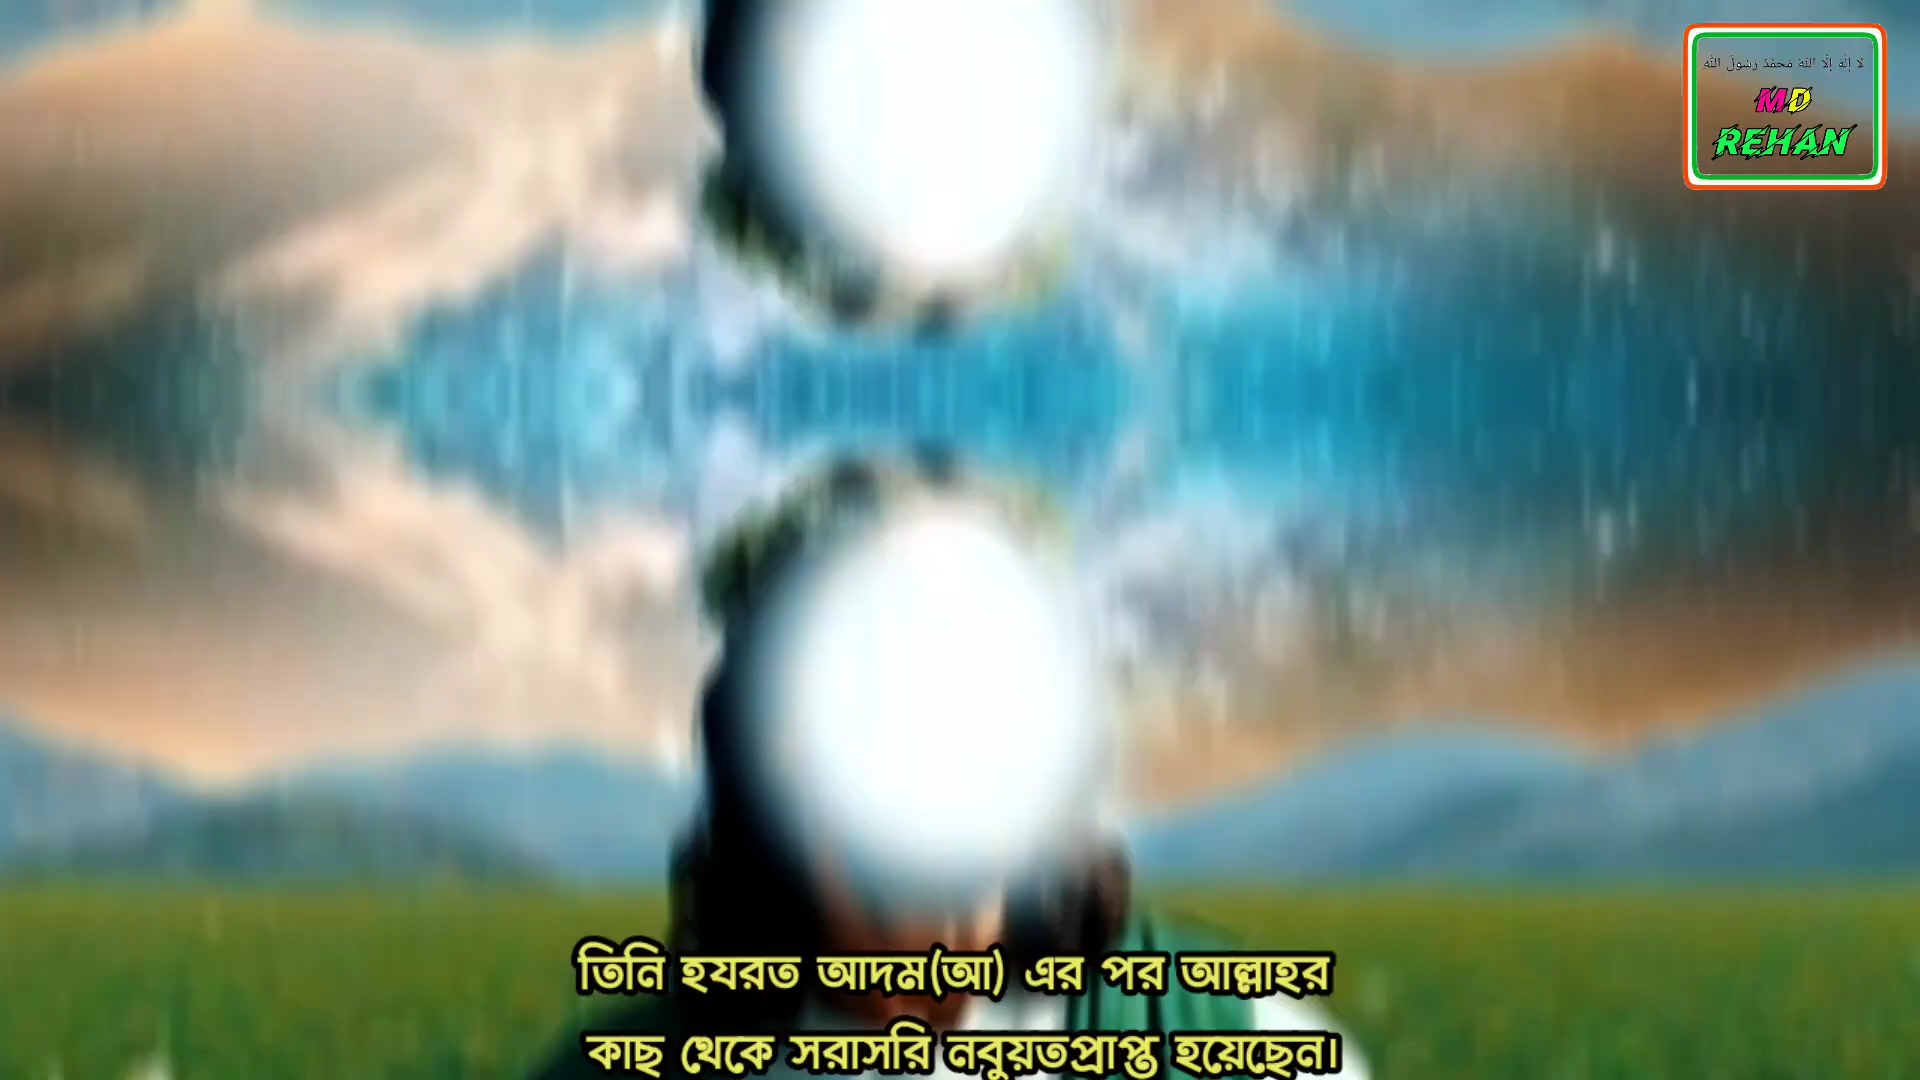 لا إله إلا الله محمد رسول الله
MD
REHAN
তিনি হযরত আদম(আ) এর পর আল্লাহর
কাছ থেকে সরাসরি নবুয়তপ্রাপ্ত হয়েছেন।